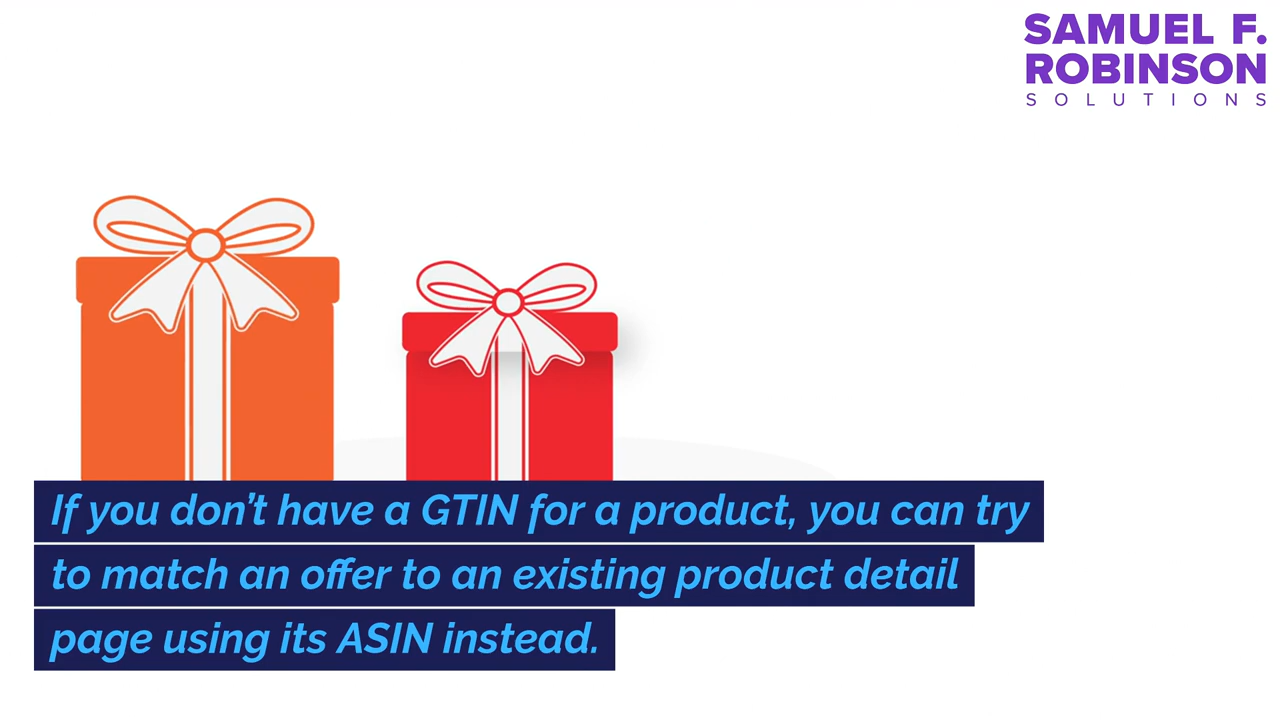 SAMUEL F.
ROBINSON
SOLUTIONS
If you don’t have a GTIN for a product, you can try
to match an offer to an existing product detail
page using its ASIN instead.